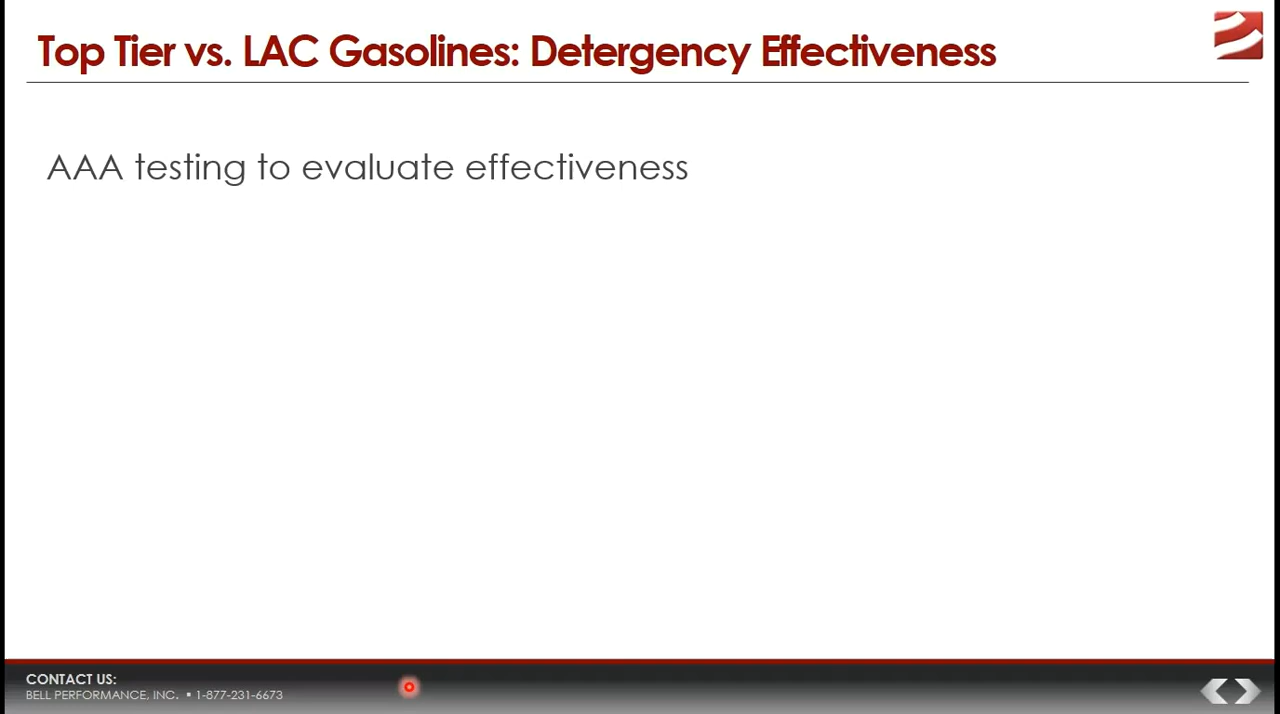 Top Tier vs. LAC Gasolines: Detergency Effectiveness
AAA testing to evaluate effectiveness
CONTACT US:
BELL PERFORMANCE, INC. ▪ 1-877-231-6673